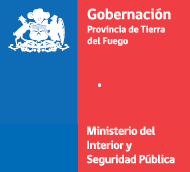 Gobernación
Provincia de Tierra
del Fuego
Ministerio del
Interior y
Seguridad Pública